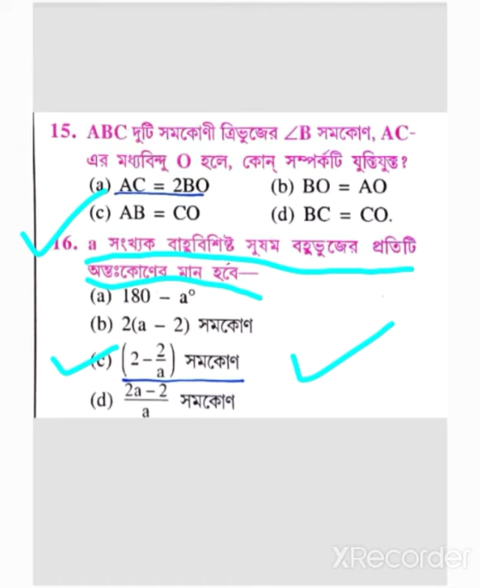 15. ABC দুটি সমকোণী ত্রিভুজের ∠B সমকোণ, AC-
এর মধ্যবিন্দু O হলে, কোন্ সম্পর্কটি যুক্তিযুক্ত?
(a) AC = 2BO (b) BO = AO
(c) AB = CO (d) BC = CO.
16. a সংখ্যক বাহুবিশিষ্ট সুষম বহুভুজের প্রতিটি
অন্তঃকোণের মান হবে—
(a) 180 − a°
(b) 2(a − 2) সমকোণ
(c) (2 − 2/a) সমকোণ
(d) (2a − 2)/a সমকোণ
XRecorder